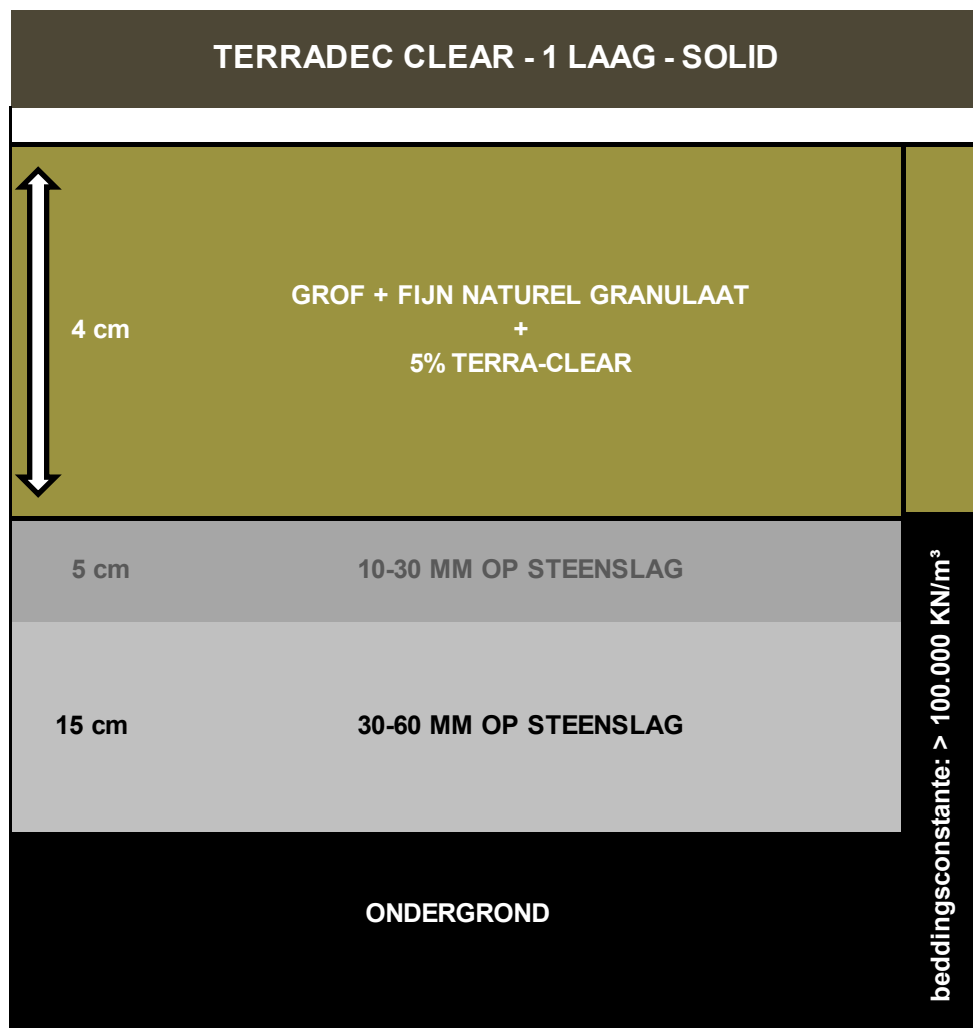 TERRADEC CLEAR - 1 LAAG - SOLID
4 cm
GROF + FIJN NATUREL GRANULAAT
+
5% TERRA-CLEAR
5 cm
10-30 MM OP STEENSLAG
15 cm
30-60 MM OP STEENSLAG
ONDERGROND
beddingsconstante: > 100.000 KN/m³